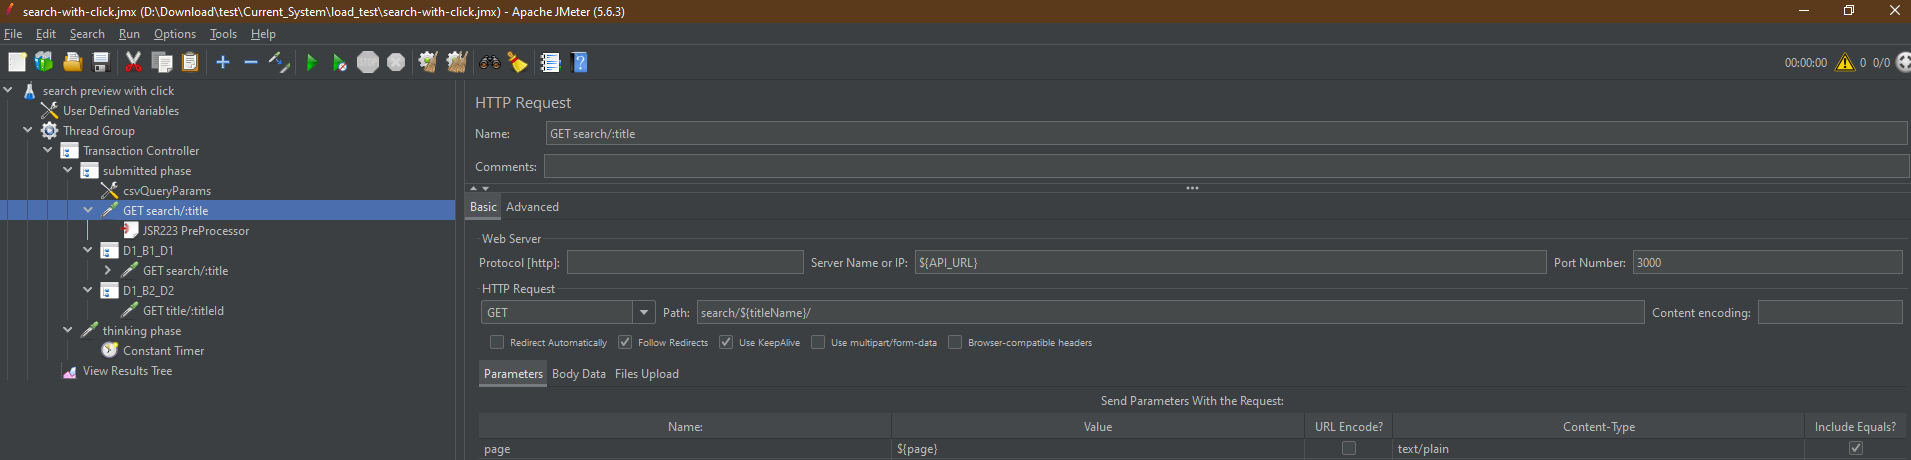 search-with-click.jmx (D:\Download\test\Current_System\load_test\search-with-click.jmx) - Apache JMeter (5.6.3)
File Edit Search Run Options Tools Help
STOP
00:00:00 0 0/0
search preview with click
User Defined Variables
Thread Group
Transaction Controller
submitted phase
csvQueryParams
GET search/:title
JSR223 PreProcessor
D1_B1_D1
GET search/:title
D1_B2_D2
GET title/:titleId
thinking phase
Constant Timer
View Results Tree
HTTP Request
Name: GET search/:title
Comments:
Basic Advanced
Web Server
Protocol [http]: Server Name or IP: ${API_URL} Port Number: 3000
HTTP Request
GET Path: search/${titleName}/ Content encoding:
Redirect Automatically Follow Redirects Use KeepAlive Use multipart/form-data Browser-compatible headers
Parameters Body Data Files Upload
Send Parameters With the Request:
Name: Value URL Encode? Content-Type Include Equals?
page ${page} text/plain